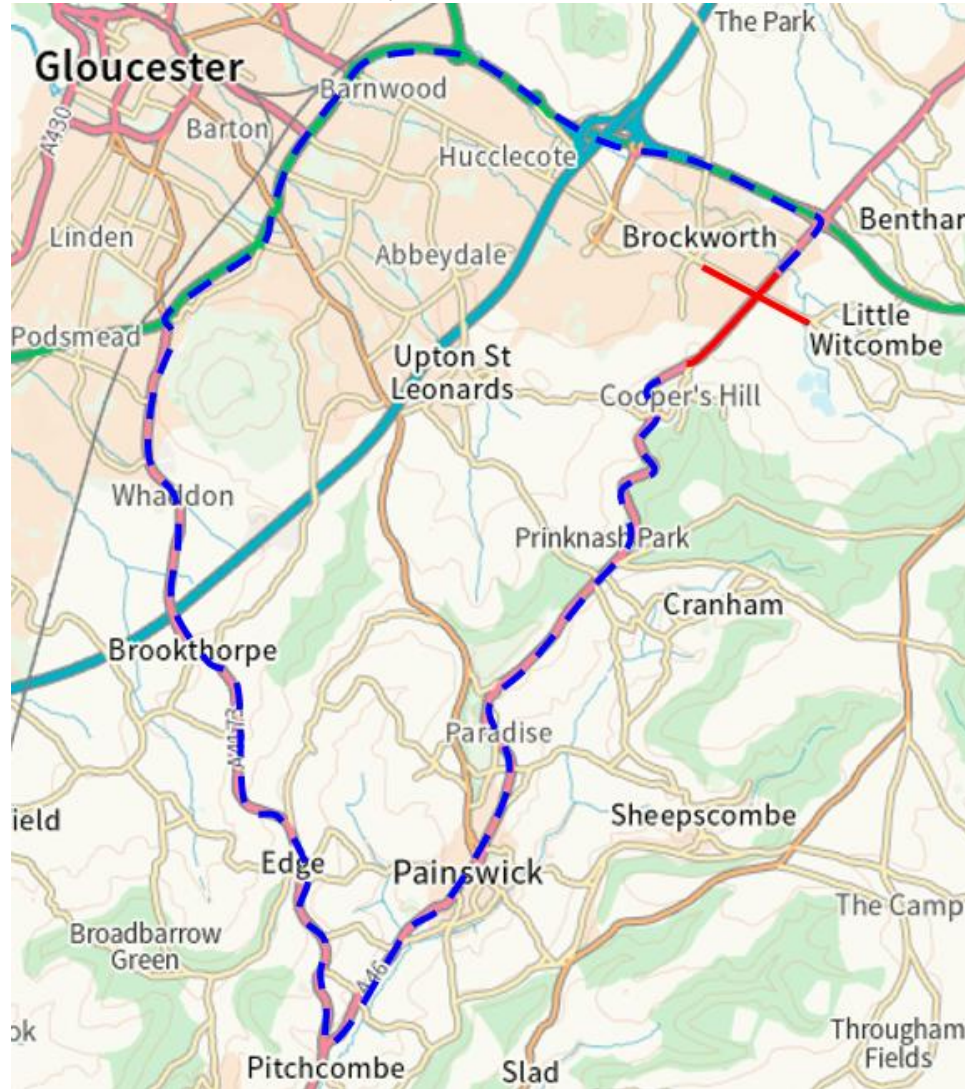 The Park
Gloucester
Barnwood
A430
Barton
Hucclecote
Benthar
Linden
Brockworth
Abbeydale
Little
Witcombe
Podsmead
Upton St
Leonards
Cooper's Hill
Whaddon
Prinknash Park
Cranham
Brookthorpe
A4173
Paradise
Sheepscombe
ield
Edge
Painswick
The Camp
Broadbarrow
Green
A46
ok
Througham
Fields
Pitchcombe
Slad